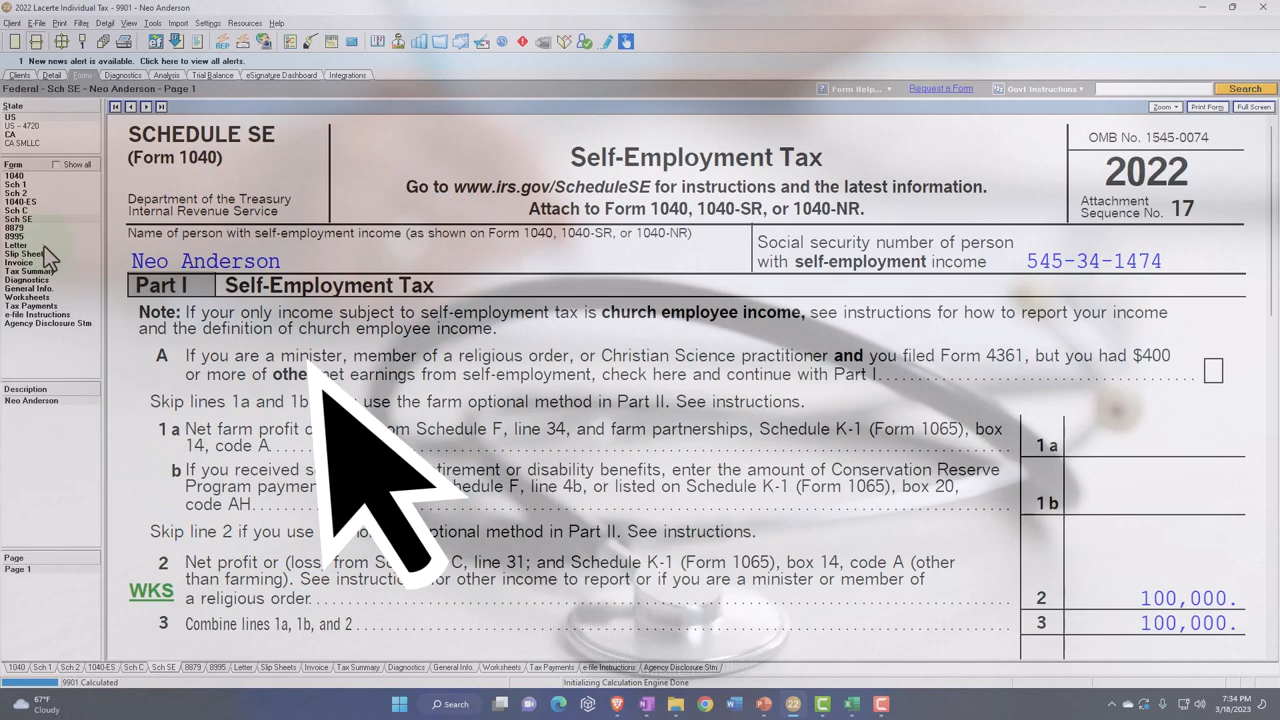 2022 Lacerte Individual Tax - 9901 - Neo Anderson
Client E-File Print Filter Detail View Tools Import Settings Resources Help
1 New news alert is available. Click here to view all alerts.
Clients Detail Forms Diagnostics Analysis Trial Balance eSignature Dashboard Integrations
Federal - Sch SE - Neo Anderson - Page 1
Form Help... Request a Form Govt Instructions Search
Zoom Print Form Full Screen
State
US
US - 4720
CA
CA SMLLC
Form Show all
1040
Sch 1
Sch 2
1040-ES
Sch C
Sch SE
8879
8995
Letter
Slip Sheets
Invoice
Tax Summary
Diagnostics
General Info.
Worksheets
Tax Payments
e-file Instructions
Agency Disclosure Stm
Description
Neo Anderson
Page
Page 1
SCHEDULE SE
(Form 1040)
Department of the Treasury
Internal Revenue Service
Self-Employment Tax
Go to www.irs.gov/ScheduleSE for instructions and the latest information.
Attach to Form 1040, 1040-SR, or 1040-NR.
OMB No. 1545-0074
2022
Attachment
Sequence No. 17
Name of person with self-employment income (as shown on Form 1040, 1040-SR, or 1040-NR)
Neo Anderson
Social security number of person
with self-employment income 545-34-1474
Part I Self-Employment Tax
Note: If your only income subject to self-employment tax is church employee income, see instructions for how to report your income
and the definition of church employee income.
A If you are a minister, member of a religious order, or Christian Science practitioner and you filed Form 4361, but you had $400
or more of other net earnings from self-employment, check here and continue with Part I
Skip lines 1a and 1b use the farm optional method in Part II. See instructions.
1 a Net farm profit o from Schedule F, line 34, and farm partnerships, Schedule K-1 (Form 1065), box
14, code A 1 a
b If you received s etirement or disability benefits, enter the amount of Conservation Reserve
Program payme edule F, line 4b, or listed on Schedule K-1 (Form 1065), box 20,
code AH 1 b
Skip line 2 if you use optional method in Part II. See instructions.
2 Net profit or (loss) from S C, line 31; and Schedule K-1 (Form 1065), box 14, code A (other
than farming). See instruction for other income to report or if you are a minister or member of
WKS a religious order 2 100,000.
3 Combine lines 1a, 1b, and 2 3 100,000.
1040 Sch 1 Sch 2 1040-ES Sch C Sch SE 8879 8995 Letter Slip Sheets Invoice Tax Summary Diagnostics General Info. Worksheets Tax Payments e-file Instructions Agency Disclosure Stm
9901 Calculated Initializing Calculation Engine Done
67°F
Cloudy
Search
7:34 PM
3/18/2023